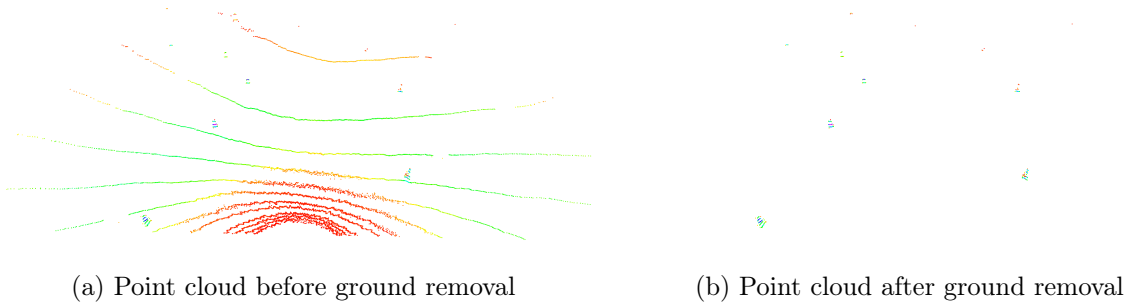 (a) Point cloud before ground removal
(b) Point cloud after ground removal